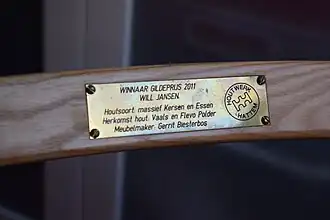 WINNAAR GILDEPRIJS 2011
WILL JANSEN
Houtsoort: massief Kersen en Essen
Herkomst hout: Vaals en Flevo Polder
Meubelmaker: Gerrit Biesterbos
HOUTWERK
HATTEM